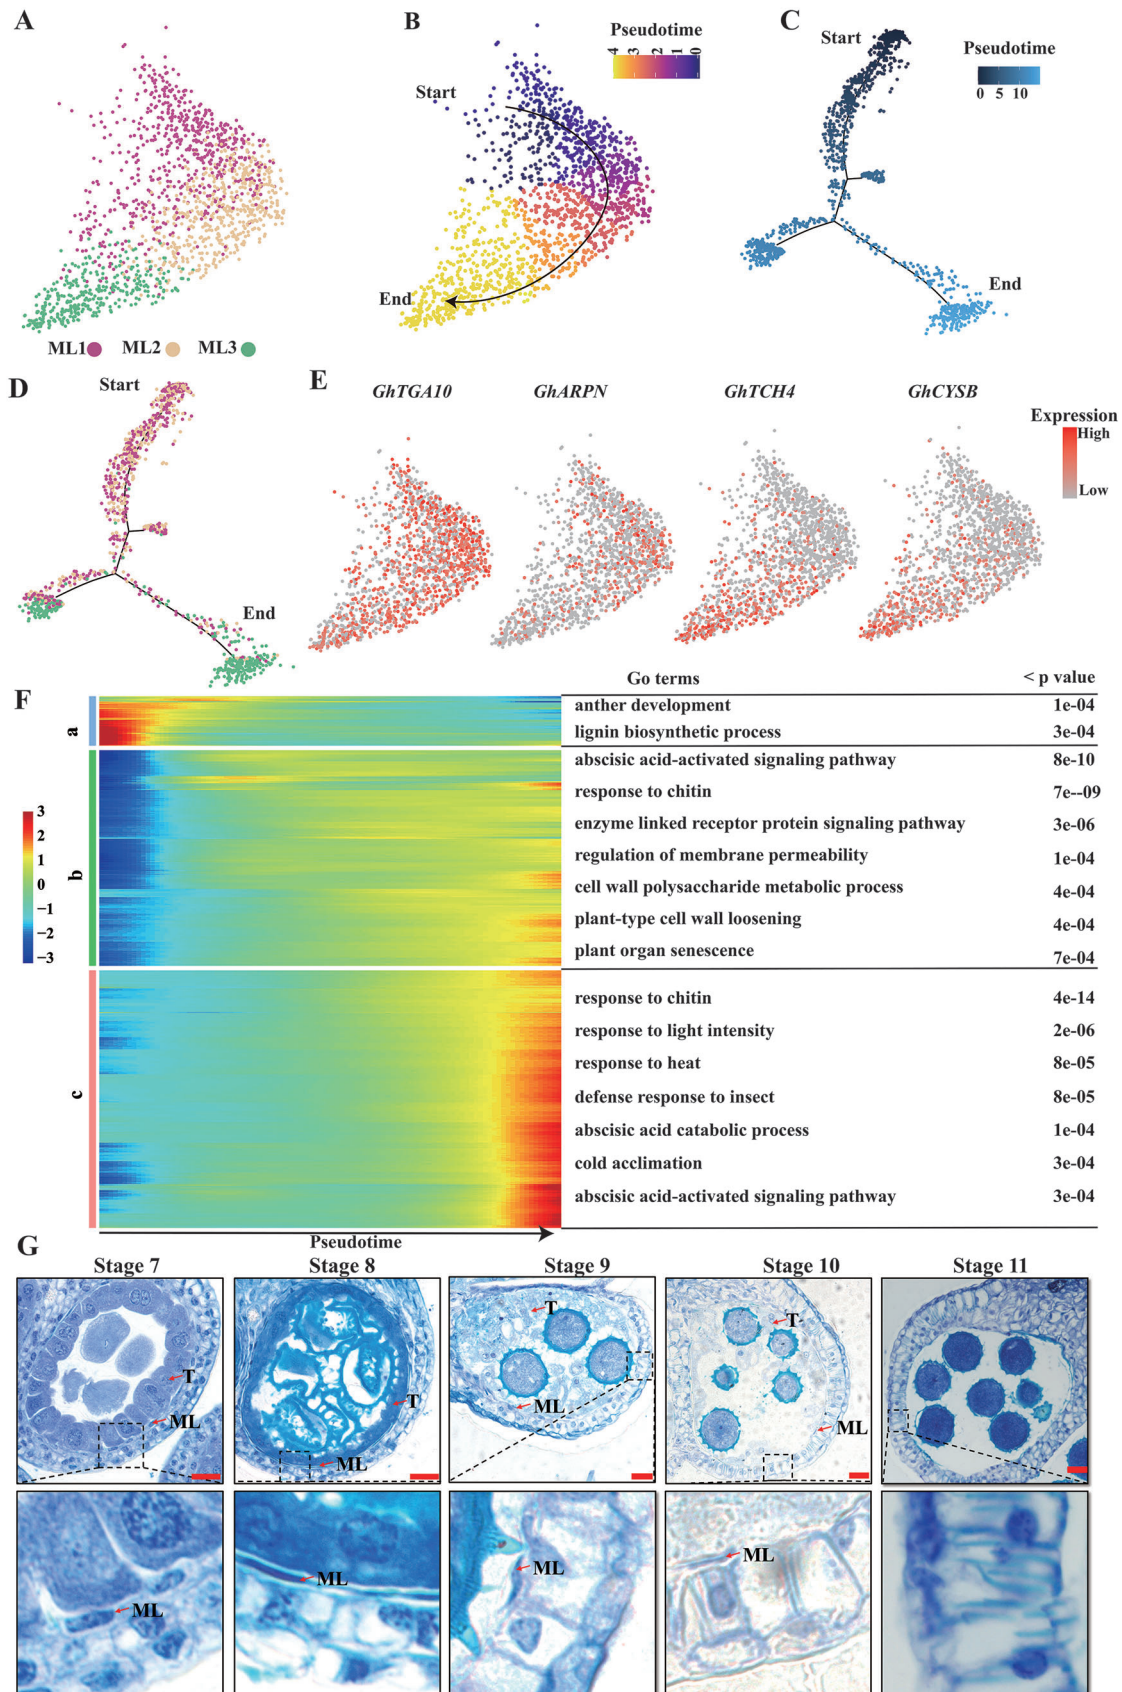 A
B
Pseudotime
4 3 2 1 0
Start
End
C
Start
Pseudotime
0 5 10
End
ML1 ML2 ML3
D
Start
End
E
GhTGA10 GhARPN GhTCH4 GhCYSB
Expression
High
Low
F
Go terms < p value
a
anther development 1e-04
lignin biosynthetic process 3e-04
b
abscisic acid-activated signaling pathway 8e-10
response to chitin 7e--09
enzyme linked receptor protein signaling pathway 3e-06
regulation of membrane permeability 1e-04
cell wall polysaccharide metabolic process 4e-04
plant-type cell wall loosening 4e-04
plant organ senescence 7e-04
c
response to chitin 4e-14
response to light intensity 2e-06
response to heat 8e-05
defense response to insect 8e-05
abscisic acid catabolic process 1e-04
cold acclimation 3e-04
abscisic acid-activated signaling pathway 3e-04
3
2
1
0
−1
−2
−3
Pseudotime
G
Stage 7 Stage 8 Stage 9 Stage 10 Stage 11
T
ML
T
ML
T
ML
T
ML
ML
ML
ML
ML